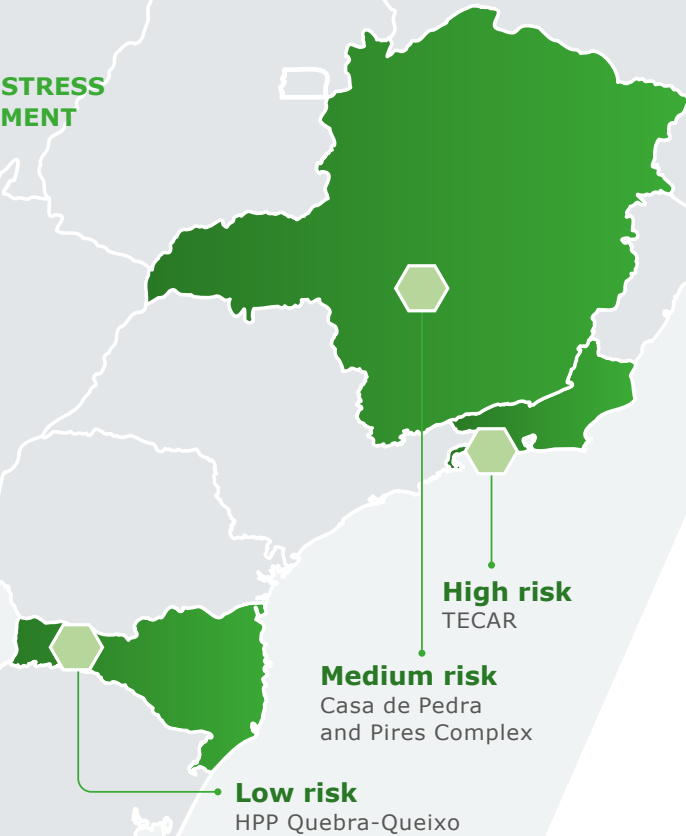 STRESS
MENT
High risk
TECAR
Medium risk
Casa de Pedra
and Pires Complex
Low risk
HPP Quebra-Queixo